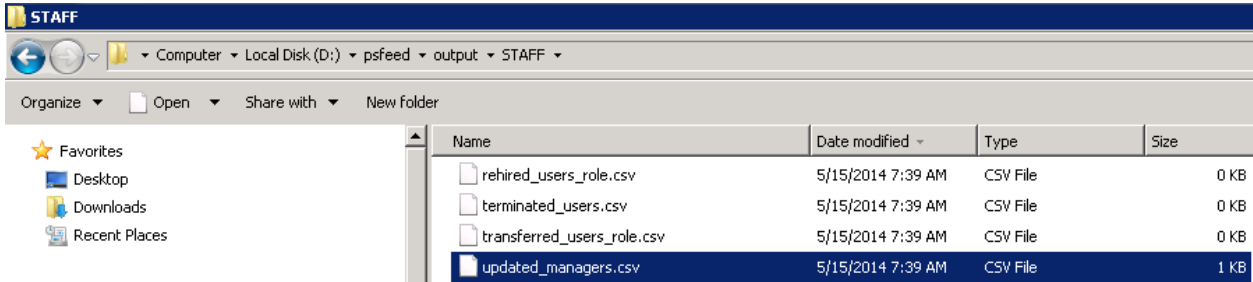 STAFF
Computer Local Disk (D:) psfeed output STAFF
Organize Open Share with New folder
Favorites
Desktop
Downloads
Recent Places
Name Date modified Type Size
rehired_users_role.csv 5/15/2014 7:39 AM CSV File 0 KB
terminated_users.csv 5/15/2014 7:39 AM CSV File 0 KB
transferred_users_role.csv 5/15/2014 7:39 AM CSV File 0 KB
updated_managers.csv 5/15/2014 7:39 AM CSV File 1 KB